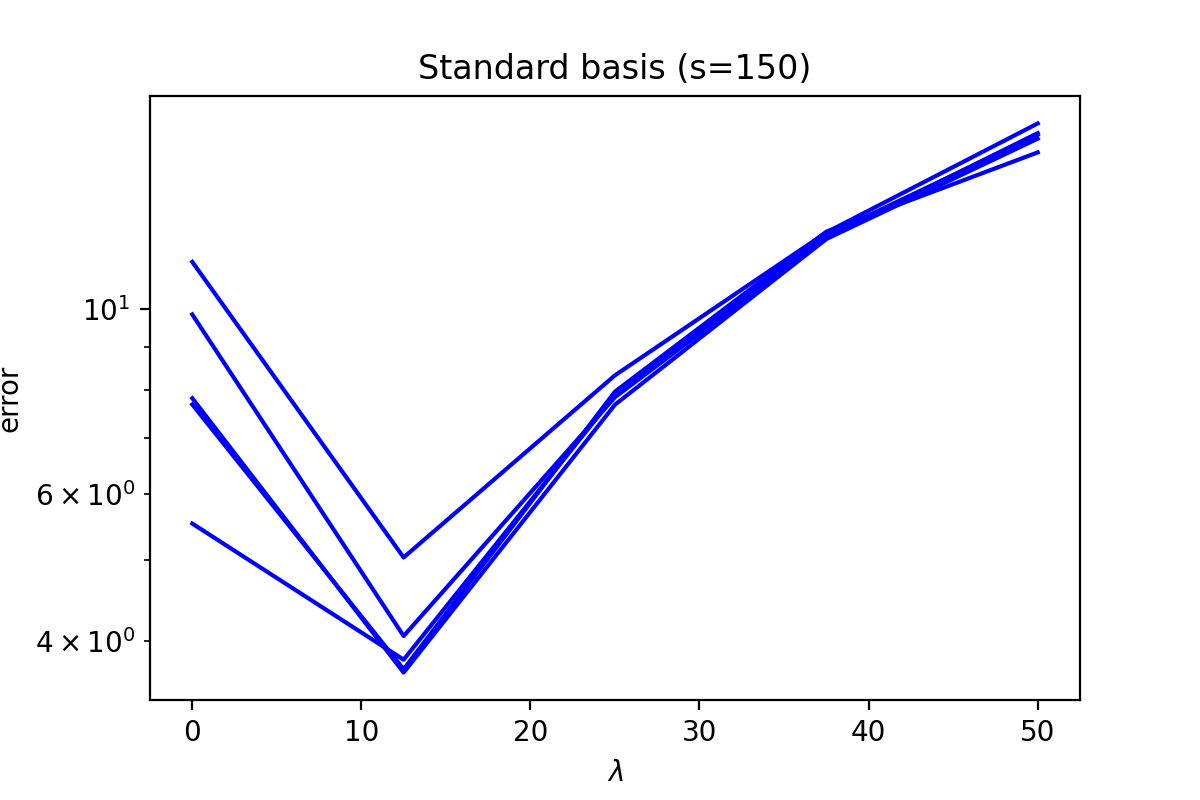 Standard basis (s=150)
error
10¹
6 × 10⁰
4 × 10⁰
0 10 20 30 40 50
λ